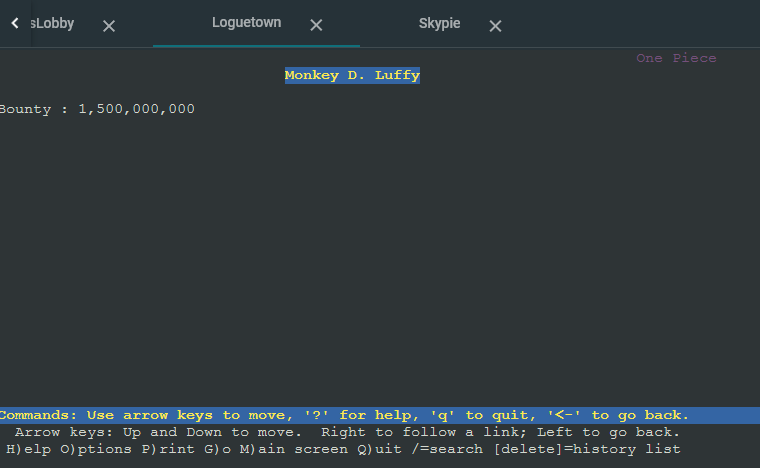 sLobby
Loguetown
Skypie
One Piece
Monkey D. Luffy
Bounty : 1,500,000,000
Commands: Use arrow keys to move, '?' for help, 'q' to quit, '<-' to go back.
Arrow keys: Up and Down to move.  Right to follow a link; Left to go back.
H)elp O)ptions P)rint G)o M)ain screen Q)uit /=search [delete]=history list